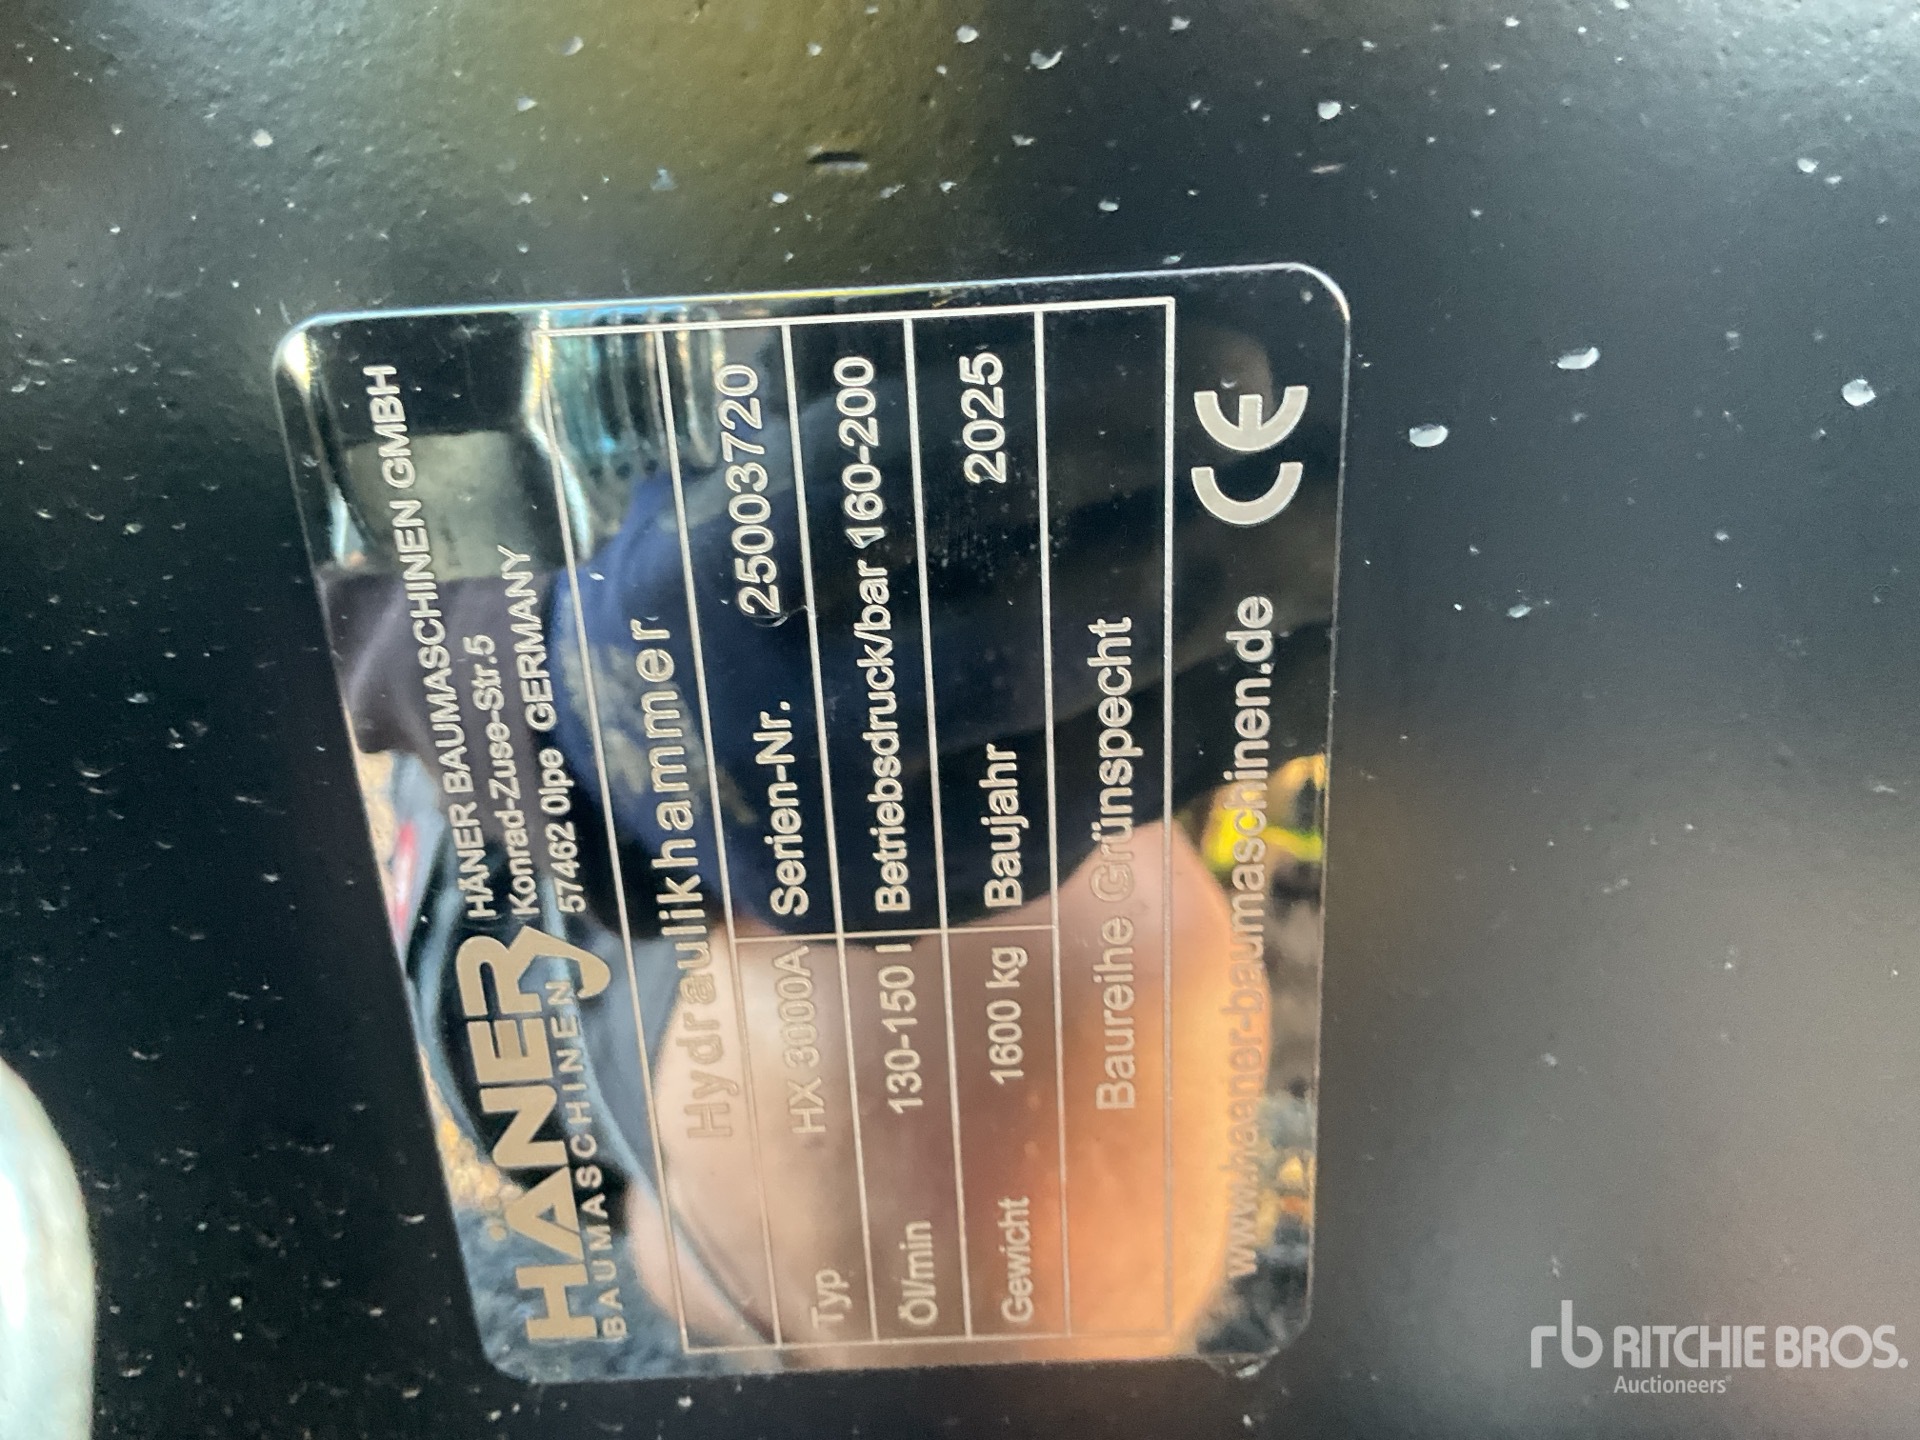 HÄNER
BAUMASCHINEN
HÄNER BAUMASCHINEN GMBH
Konrad-Zuse-Str.5
57462 Olpe GERMANY
Hydraulikhammer
Typ HX 3000A Serien-Nr. 25003720
Öl/min 130-150 l Betriebsdruck/bar 160-200
Gewicht 1600 kg Baujahr 2025
Baureihe Grünspecht
www.haaner-baumaschinen.de CE
rb RITCHIE BROS.
Auctioneers